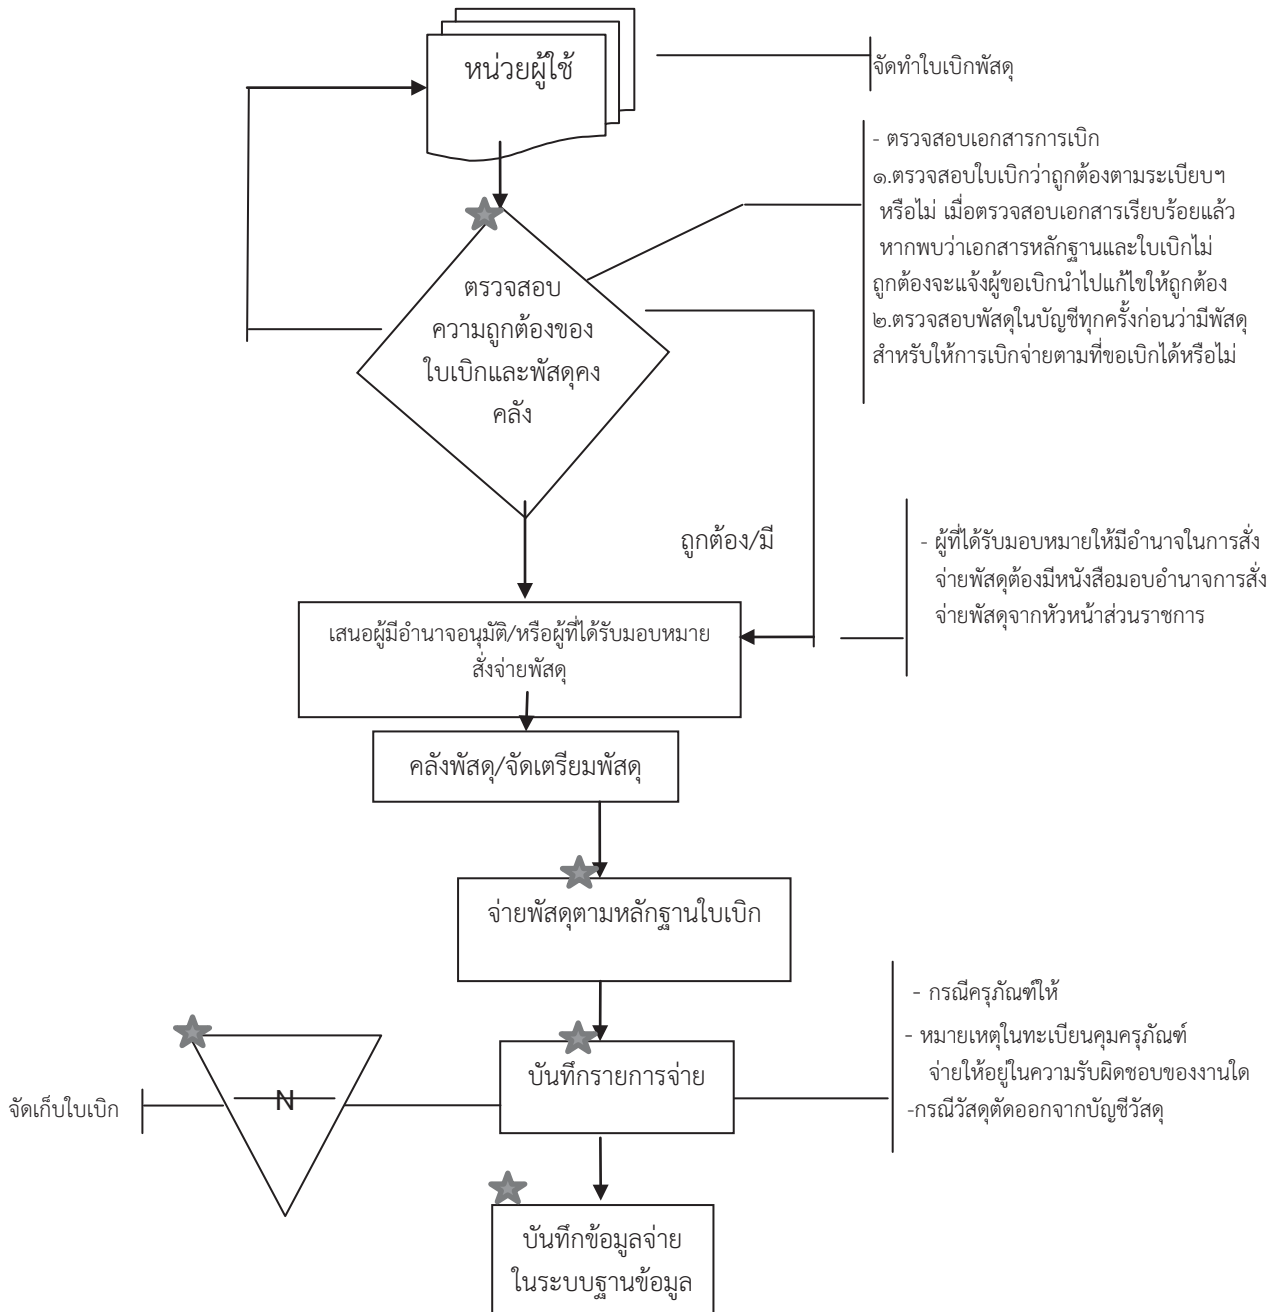 หน่วยผู้ใช้
จัดทำใบเบิกพัสดุ
- ตรวจสอบเอกสารการเบิก
๑.ตรวจสอบใบเบิกว่าถูกต้องตามระเบียบฯ
หรือไม่ เมื่อตรวจสอบเอกสารเรียบร้อยแล้ว
หากพบว่าเอกสารหลักฐานและใบเบิกไม่
ถูกต้องจะแจ้งผู้ขอเบิกนำไปแก้ไขให้ถูกต้อง
๒.ตรวจสอบพัสดุในบัญชีทุกครั้งก่อนว่ามีพัสดุ
สำหรับให้การเบิกจ่ายตามที่ขอเบิกได้หรือไม่
ตรวจสอบ
ความถูกต้องของ
ใบเบิกและพัสดุคง
คลัง
ถูกต้อง/มี
- ผู้ที่ได้รับมอบหมายให้มีอำนาจในการสั่ง
จ่ายพัสดุต้องมีหนังสือมอบอำนาจการสั่ง
จ่ายพัสดุจากหัวหน้าส่วนราชการ
เสนอผู้มีอำนาจอนุมัติ/หรือผู้ที่ได้รับมอบหมาย
สั่งจ่ายพัสดุ
คลังพัสดุ/จัดเตรียมพัสดุ
จ่ายพัสดุตามหลักฐานใบเบิก
- กรณีครุภัณฑ์ให้
- หมายเหตุในทะเบียนคุมครุภัณฑ์
จ่ายให้อยู่ในความรับผิดชอบของงานใด
-กรณีวัสดุตัดออกจากบัญชีวัสดุ
บันทึกรายการจ่าย
N
จัดเก็บใบเบิก
บันทึกข้อมูลจ่าย
ในระบบฐานข้อมูล